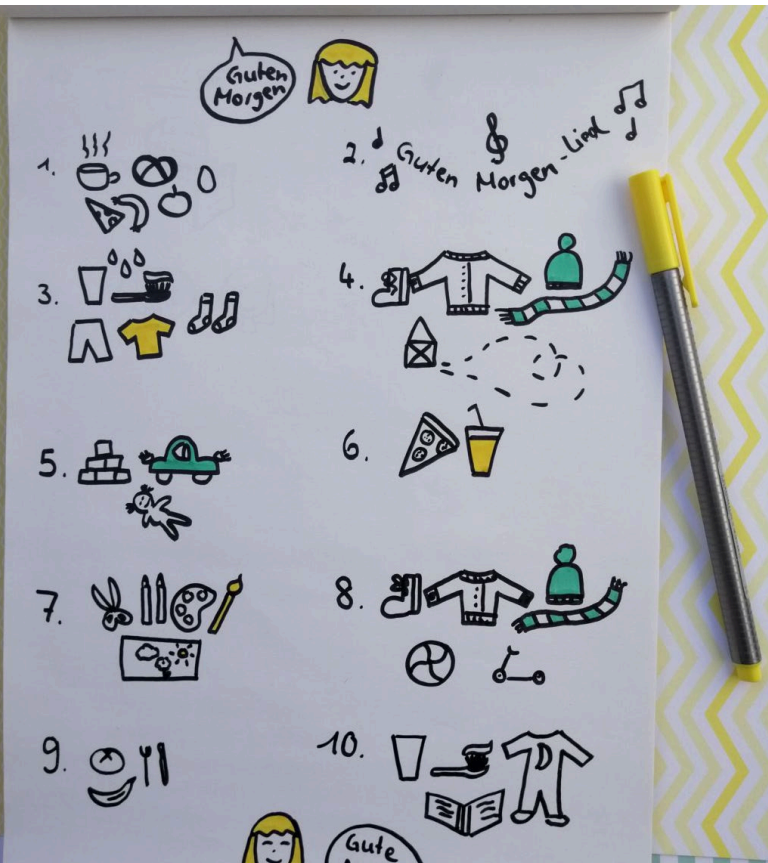 Guten
Morgen
1.
2. Guten Morgen-Lied
3.
4.
5.
6.
7.
8.
9.
10.
Gute